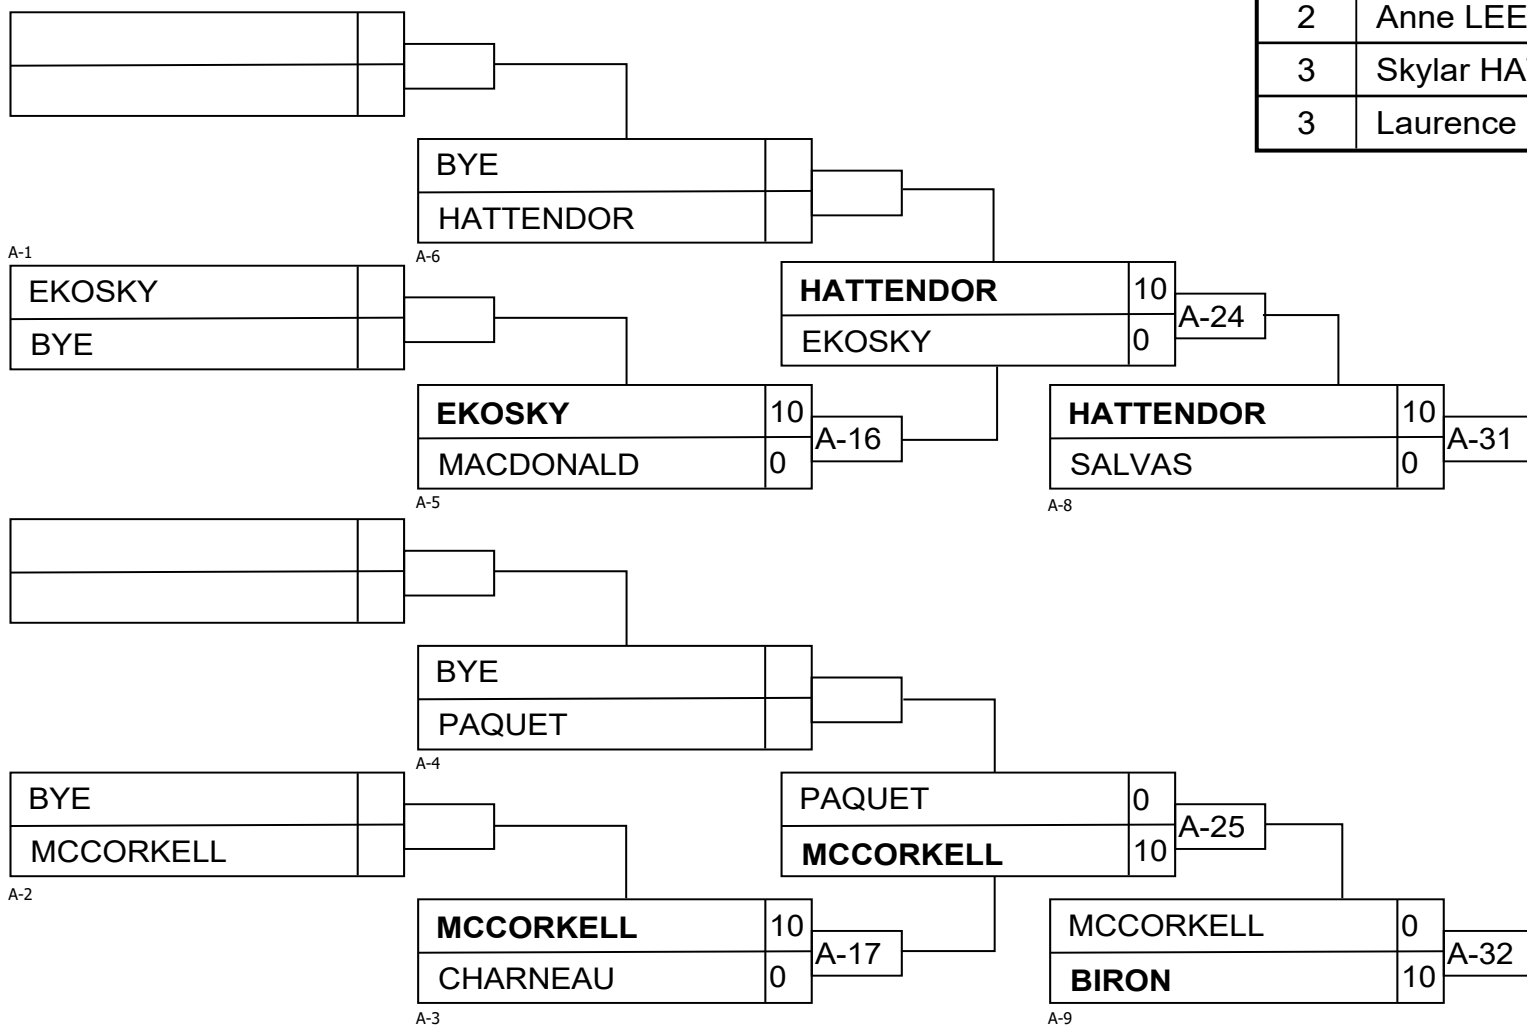 2 Anne LEE
3 Skylar HA
3 Laurence
BYE
HATTENDOR
A-1
A-6
EKOSKY
BYE
HATTENDOR 10
EKOSKY 0
A-24
EKOSKY 10
MACDONALD 0
A-16
A-5
HATTENDOR 10
SALVAS 0
A-31
A-8
BYE
PAQUET
A-4
BYE
MCCORKELL
A-2
PAQUET 0
MCCORKELL 10
A-25
MCCORKELL 10
CHARNEAU 0
A-17
A-3
MCCORKELL 0
BIRON 10
A-32
A-9